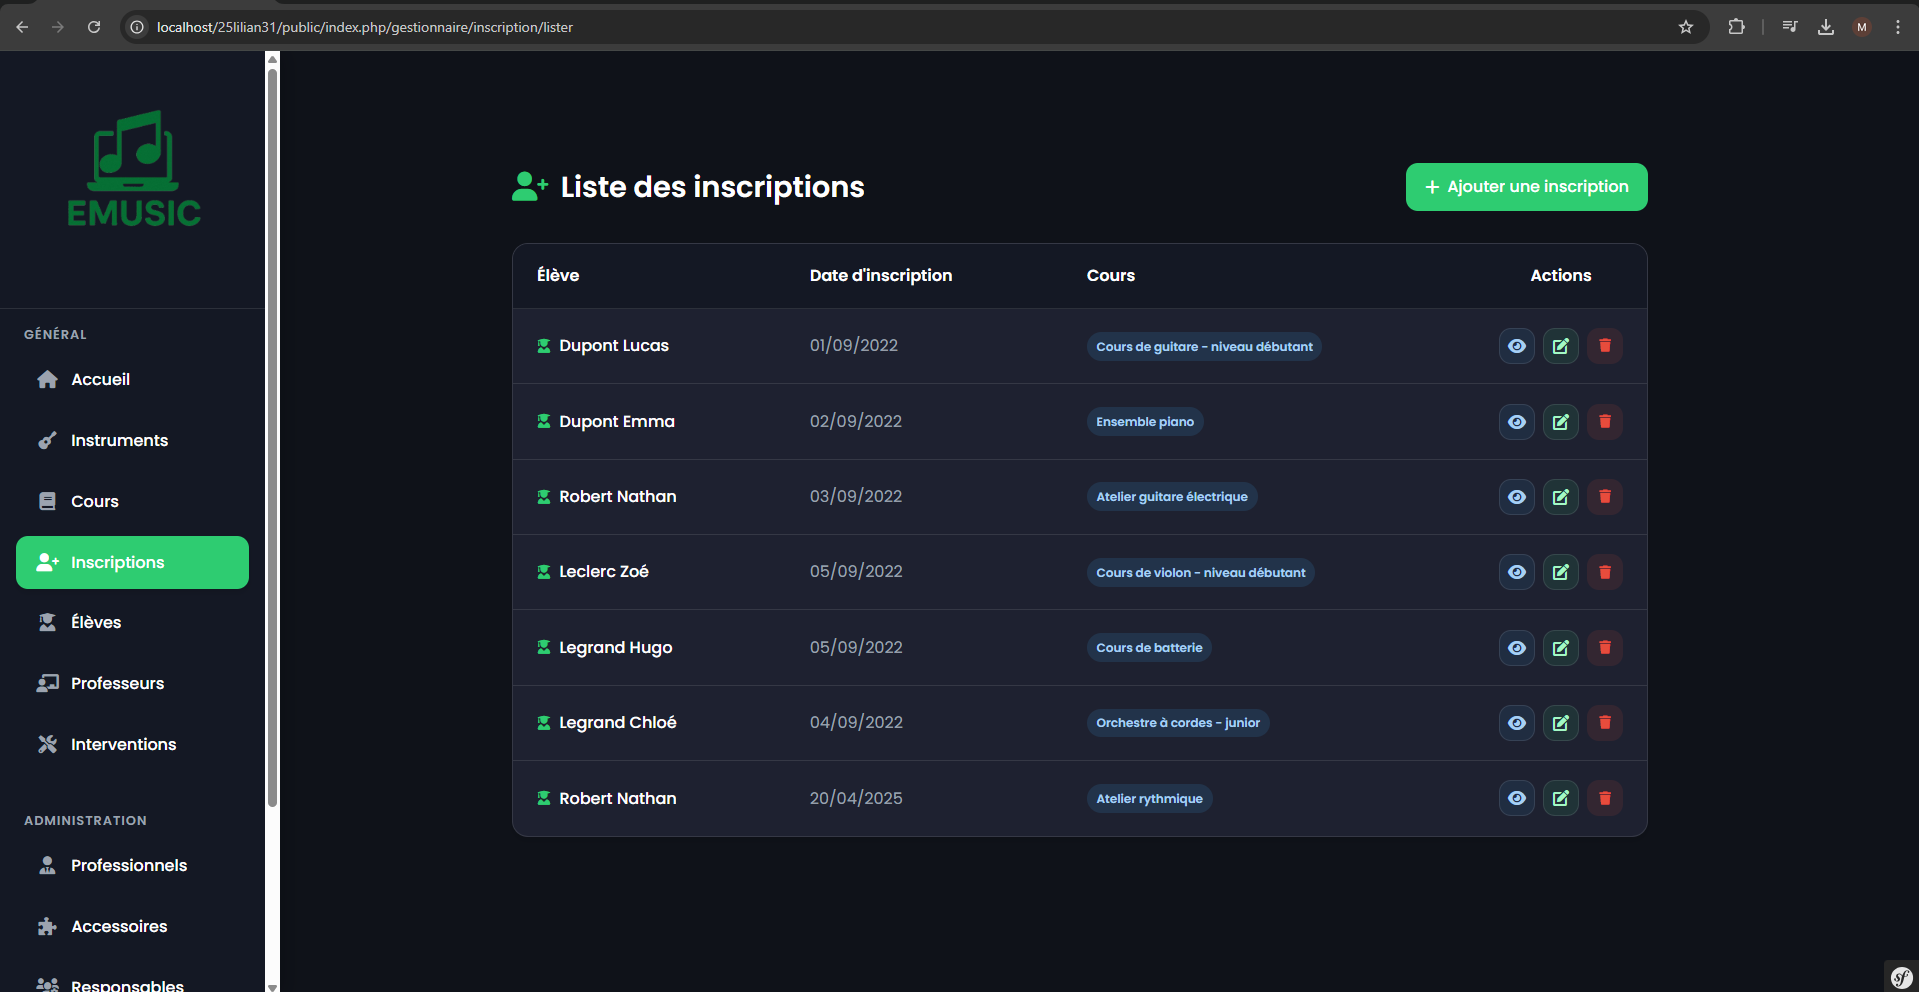 localhost/25lilian31/public/index.php/gestionnaire/inscription/lister
M
EMUSIC
GÉNÉRAL
Accueil
Instruments
Cours
Inscriptions
Élèves
Professeurs
Interventions
ADMINISTRATION
Professionnels
Accessoires
Responsables
Liste des inscriptions
+ Ajouter une inscription
Élève Date d'inscription Cours Actions
Dupont Lucas 01/09/2022 Cours de guitare - niveau débutant
Dupont Emma 02/09/2022 Ensemble piano
Robert Nathan 03/09/2022 Atelier guitare électrique
Leclerc Zoé 05/09/2022 Cours de violon - niveau débutant
Legrand Hugo 05/09/2022 Cours de batterie
Legrand Chloé 04/09/2022 Orchestre à cordes - junior
Robert Nathan 20/04/2025 Atelier rythmique
sf